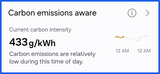 Carbon emissions aware
Current carbon intensity
433 g/kWh
Carbon emissions are relatively
low during this time of day.
12 AM 12 AM